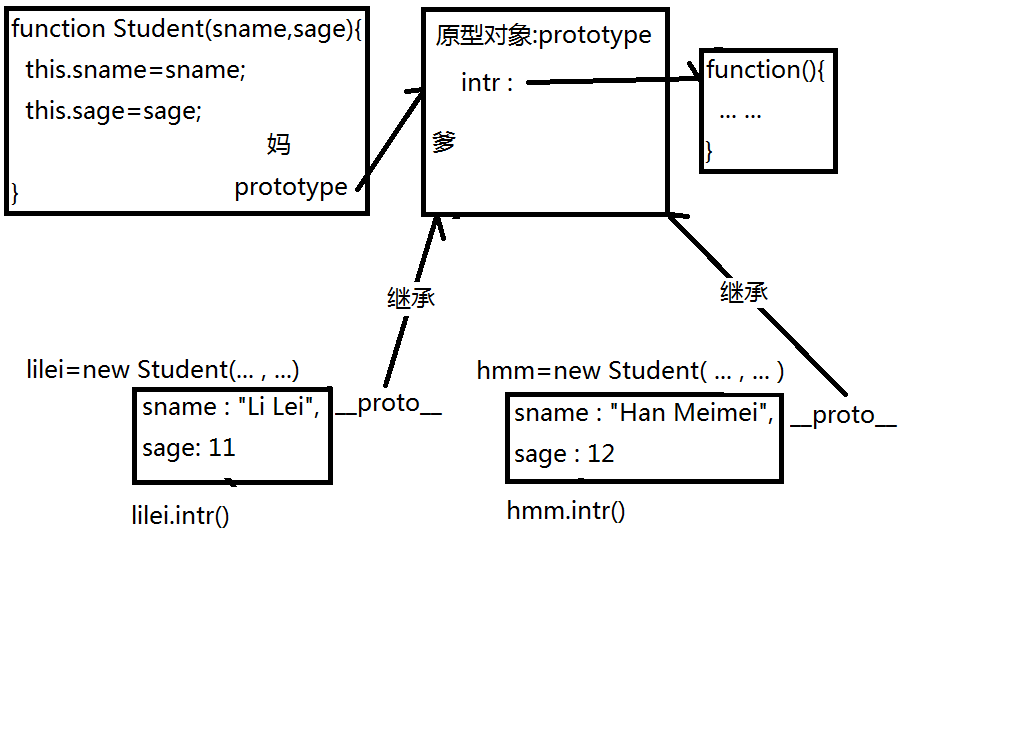 function Student(sname,sage){
this.sname=sname;
this.sage=sage;
妈
prototype
}
原型对象:prototype
intr :
爹
function(){
... ...
}
继承
继承
lilei=new Student(... , ...)
sname : "Li Lei",
sage: 11
__proto__
lilei.intr()
hmm=new Student( ... , ... )
sname : "Han Meimei",
sage : 12
__proto__
hmm.intr()